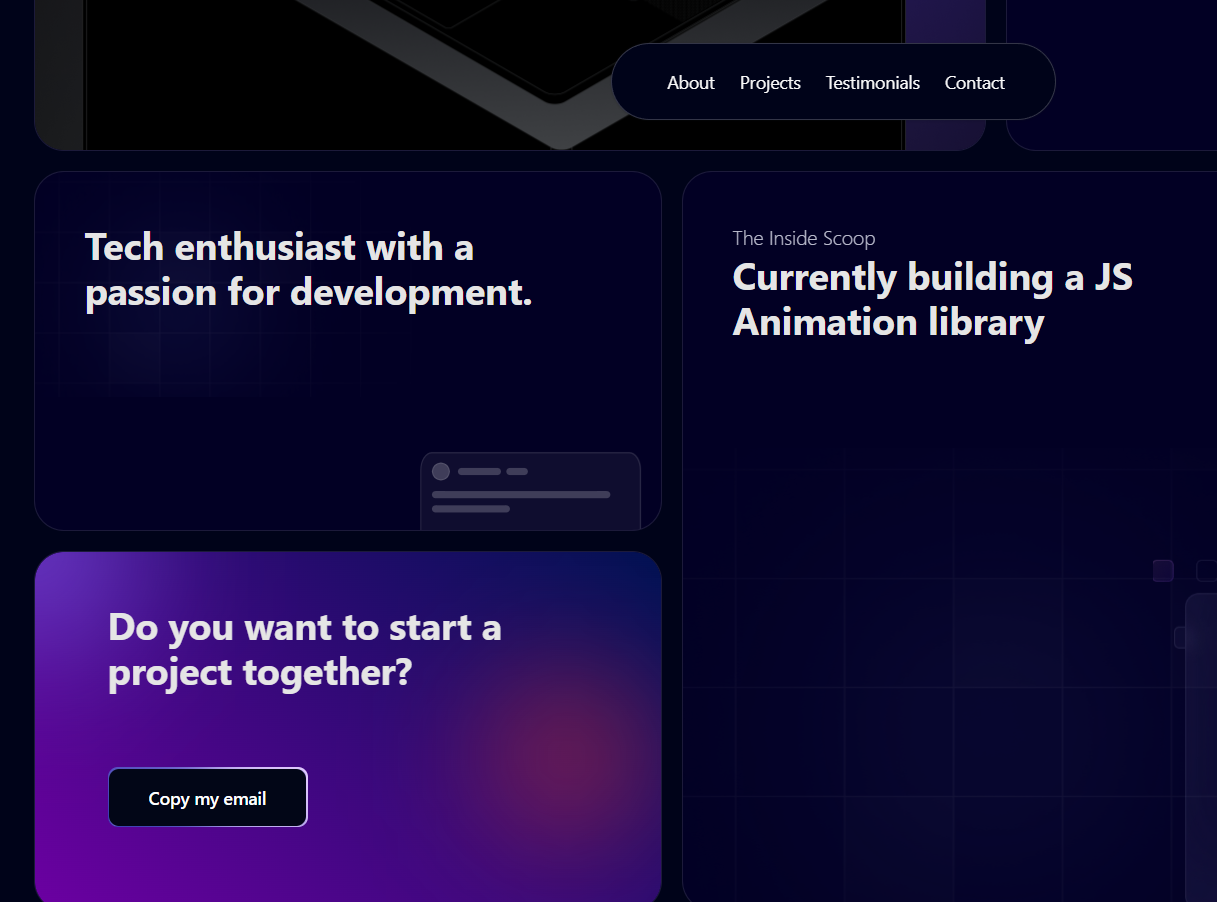 About Projects Testimonials Contact
Tech enthusiast with a
passion for development.
The Inside Scoop
Currently building a JS
Animation library
Do you want to start a
project together?
Copy my email